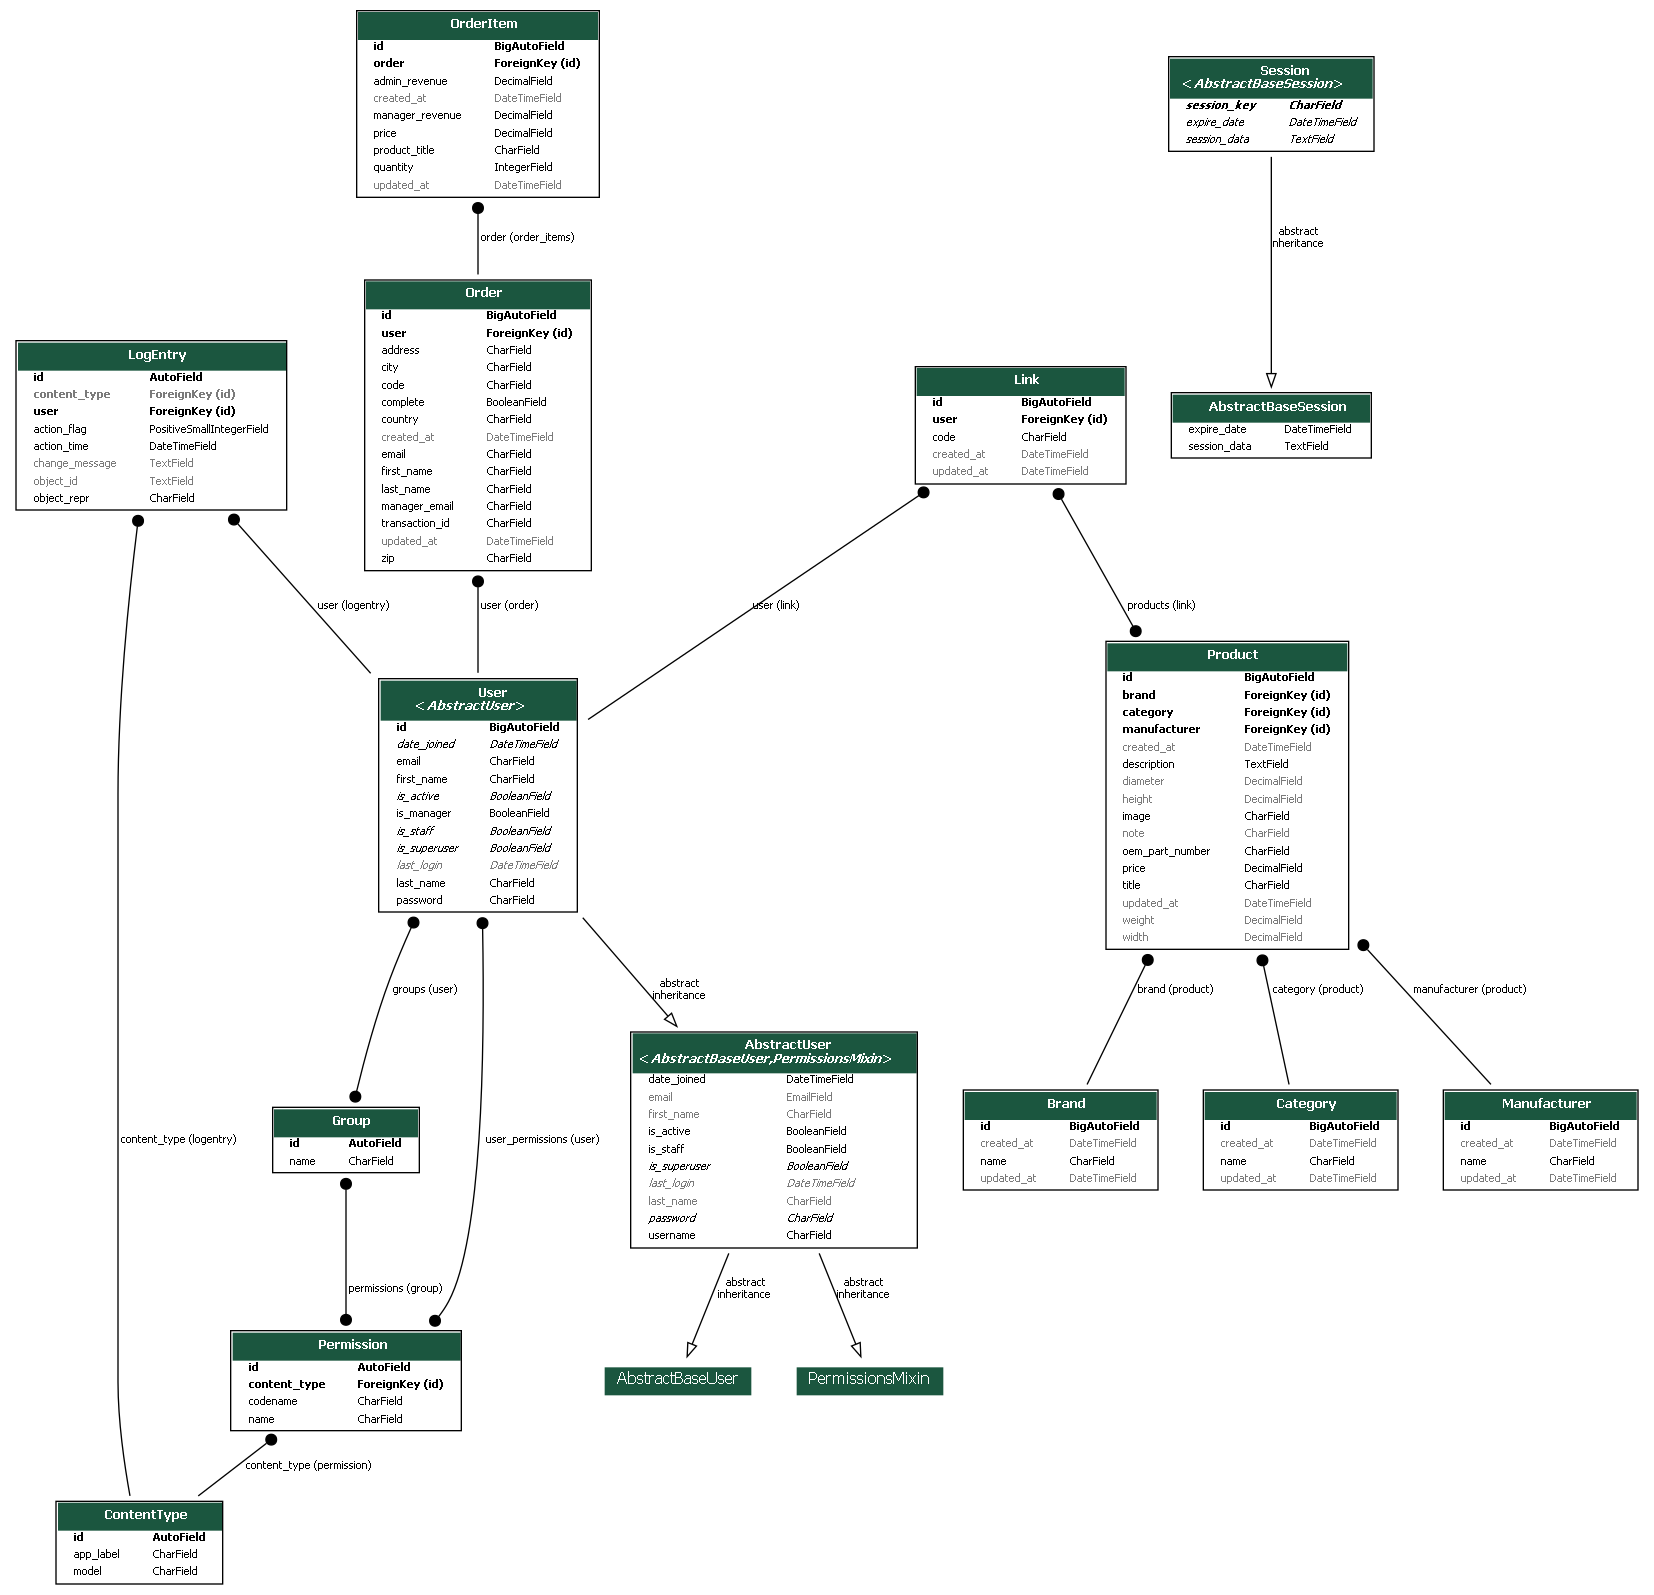 OrderItem
id BigAutoField
order ForeignKey (id)
admin_revenue DecimalField
created_at DateTimeField
manager_revenue DecimalField
price DecimalField
product_title CharField
quantity IntegerField
updated_at DateTimeField
order (order_items)
Session
<AbstractBaseSession>
session_key CharField
expire_date DateTimeField
session_data TextField
abstract
nheritance
AbstractBaseSession
expire_date DateTimeField
session_data TextField
Order
id BigAutoField
user ForeignKey (id)
address CharField
city CharField
code CharField
complete BooleanField
country CharField
created_at DateTimeField
email CharField
first_name CharField
last_name CharField
manager_email CharField
transaction_id CharField
updated_at DateTimeField
zip CharField
LogEntry
id AutoField
content_type ForeignKey (id)
user ForeignKey (id)
action_flag PositiveSmallIntegerField
action_time DateTimeField
change_message TextField
object_id TextField
object_repr CharField
Link
id BigAutoField
user ForeignKey (id)
code CharField
created_at DateTimeField
updated_at DateTimeField
user (logentry)
user (order)
user (link)
products (link)
User
<AbstractUser>
id BigAutoField
date_joined DateTimeField
email CharField
first_name CharField
is_active BooleanField
is_manager BooleanField
is_staff BooleanField
is_superuser BooleanField
last_login DateTimeField
last_name CharField
password CharField
Product
id BigAutoField
brand ForeignKey (id)
category ForeignKey (id)
manufacturer ForeignKey (id)
created_at DateTimeField
description TextField
diameter DecimalField
height DecimalField
image CharField
note CharField
oem_part_number CharField
price DecimalField
title CharField
updated_at DateTimeField
weight DecimalField
width DecimalField
groups (user)
abstract
inheritance
brand (product)
category (product)
manufacturer (product)
AbstractUser
<AbstractBaseUser,PermissionsMixin>
date_joined DateTimeField
email EmailField
first_name CharField
is_active BooleanField
is_staff BooleanField
is_superuser BooleanField
last_login DateTimeField
last_name CharField
password CharField
username CharField
Brand
id BigAutoField
created_at DateTimeField
name CharField
updated_at DateTimeField
Category
id BigAutoField
created_at DateTimeField
name CharField
updated_at DateTimeField
Manufacturer
id BigAutoField
created_at DateTimeField
name CharField
updated_at DateTimeField
Group
id AutoField
name CharField
content_type (logentry)
user_permissions (user)
permissions (group)
abstract
inheritance
abstract
inheritance
Permission
id AutoField
content_type ForeignKey (id)
codename CharField
name CharField
AbstractBaseUser
PermissionsMixin
content_type (permission)
ContentType
id AutoField
app_label CharField
model CharField